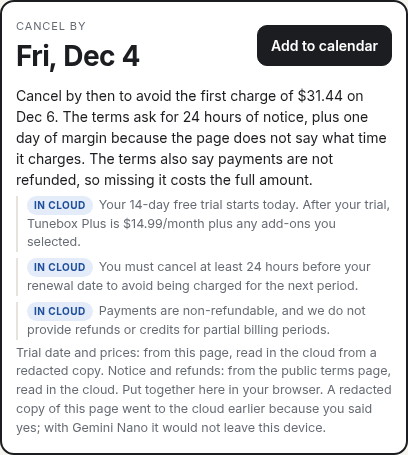 CANCEL BY
Fri, Dec 4
Add to calendar
Cancel by then to avoid the first charge of $31.44 on
Dec 6. The terms ask for 24 hours of notice, plus one
day of margin because the page does not say what time
it charges. The terms also say payments are not
refunded, so missing it costs the full amount.
IN CLOUD Your 14-day free trial starts today. After your trial,
Tunebox Plus is $14.99/month plus any add-ons you
selected.
IN CLOUD You must cancel at least 24 hours before your
renewal date to avoid being charged for the next period.
IN CLOUD Payments are non-refundable, and we do not
provide refunds or credits for partial billing periods.
Trial date and prices: from this page, read in the cloud from a
redacted copy. Notice and refunds: from the public terms page,
read in the cloud. Put together here in your browser. A redacted
copy of this page went to the cloud earlier because you said
yes; with Gemini Nano it would not leave this device.